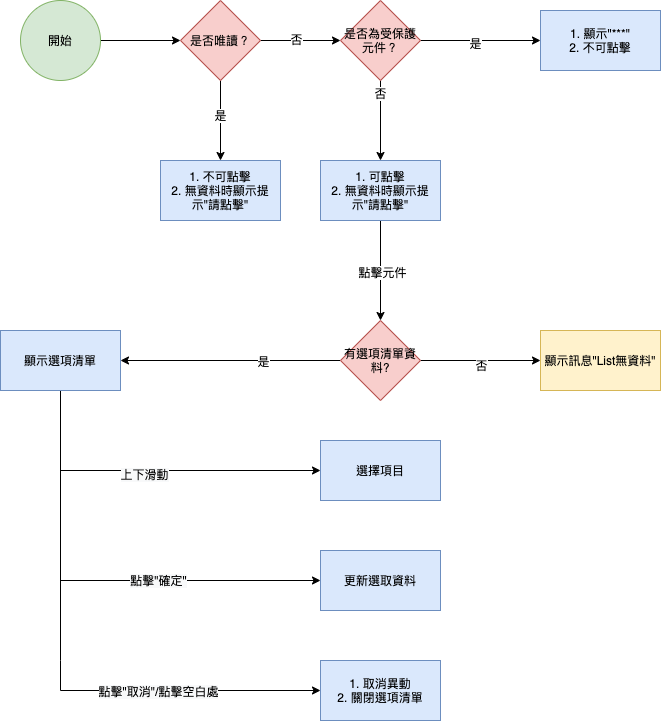 開始
是否唯讀？
否
是否為受保護
元件？
是
1. 顯示"***"
2. 不可點擊
是
否
1. 不可點擊
2. 無資料時顯示提
示"請點擊"
1. 可點擊
2. 無資料時顯示提
示"請點擊"
點擊元件
顯示選項清單
是
有選項清單資
料?
否
顯示訊息"List無資料"
上下滑動
選擇項目
點擊"確定"
更新選取資料
點擊"取消"/點擊空白處
1. 取消異動
2. 關閉選項清單